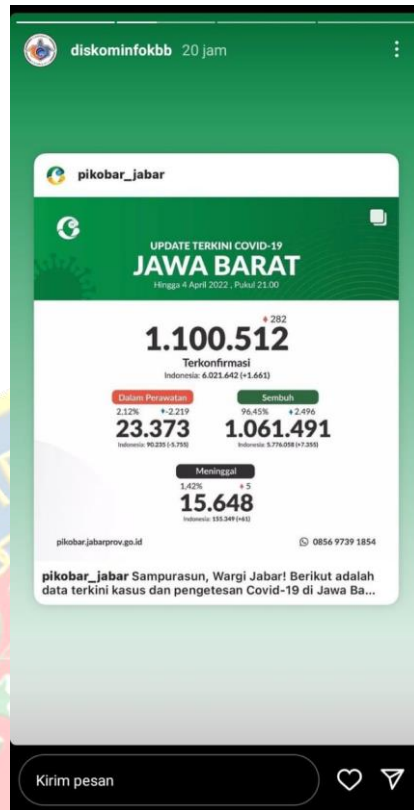 diskominfokbb 20 jam
pikobar_jabar
UPDATE TERKINI COVID-19
JAWA BARAT
Hingga 4 April 2022 , Pukul 21.00
282
1.100.512
Terkonfirmasi
Indonesia: 6.021.642 (+1.661)
Dalam Perawatan
2,12% -2.219
23.373
Indonesia: 90.235 (-5.755)
Sembuh
96,45% 2.496
1.061.491
Indonesia: 5.776.058 (+7.355)
Meninggal
1,42% 5
15.648
Indonesia: 155.349 (+61)
pikobar.jabarprov.go.id 0856 9739 1854
pikobar_jabar Sampurasun, Wargi Jabar! Berikut adalah
data terkini kasus dan pengetesan Covid-19 di Jawa Ba...
Kirim pesan